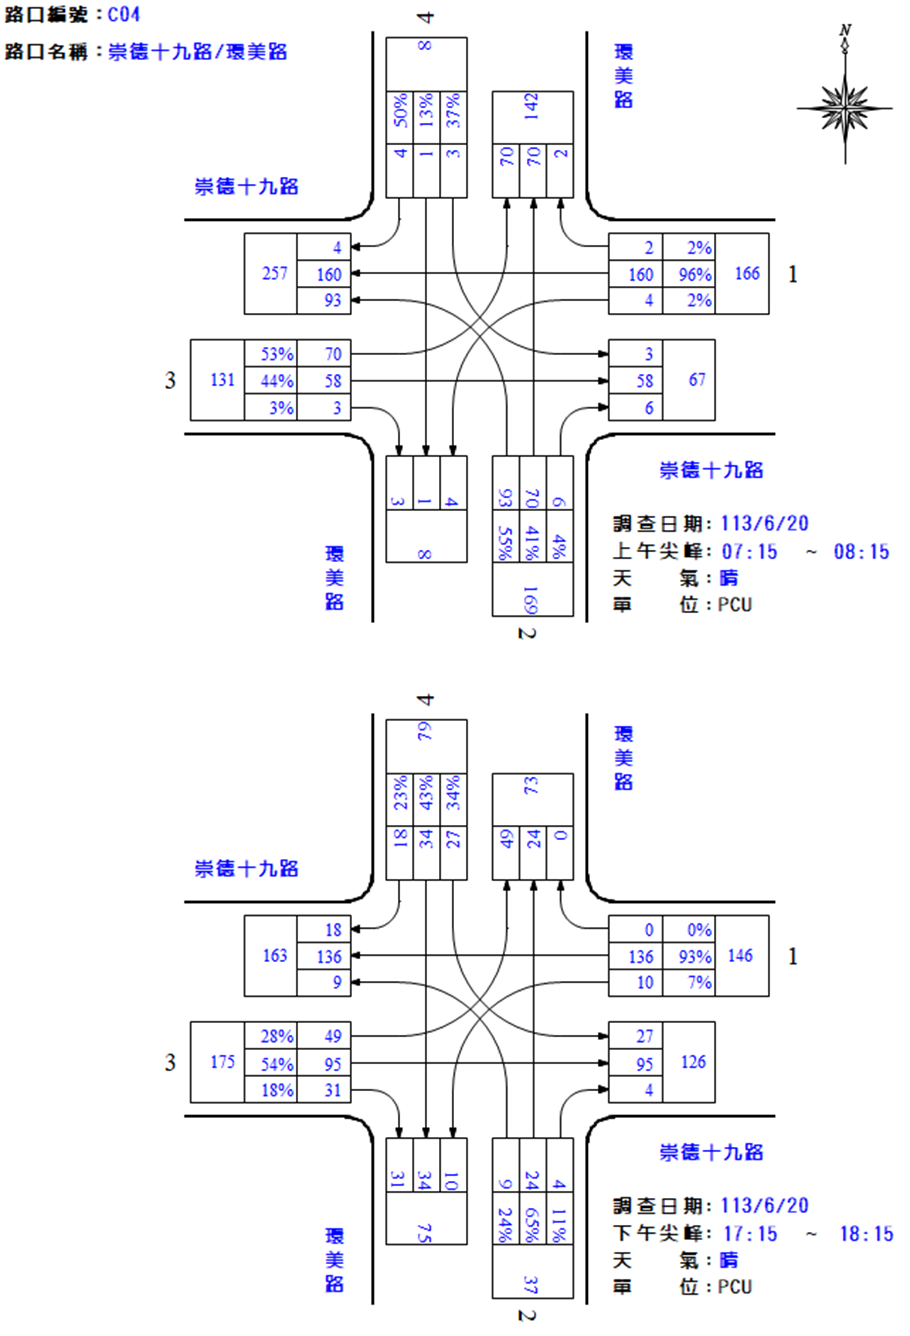 路口編號：C04
路口名稱：崇德十九路/環美路
N
4
8
50% 13% 37%
4 1 3
142
70 70 2
環美路
崇德十九路
257
4
160
93
2 2%
160 96%
4 2%
166
1
3
131
53% 70
44% 58
3% 3
3
58
6
67
3 1 4
8
93 70 6
55% 41% 4%
169
2
環美路
崇德十九路
調查日期：113/6/20
上午尖峰：07:15 ~ 08:15
天 氣：晴
單 位：PCU
4
79
23% 43% 34%
18 34 27
73
49 24 0
環美路
崇德十九路
163
18
136
9
0 0%
136 93%
10 7%
146
1
3
175
28% 49
54% 95
18% 31
27
95
4
126
31 34 10
75
9 24 4
24% 65% 11%
37
2
環美路
崇德十九路
調查日期：113/6/20
下午尖峰：17:15 ~ 18:15
天 氣：晴
單 位：PCU